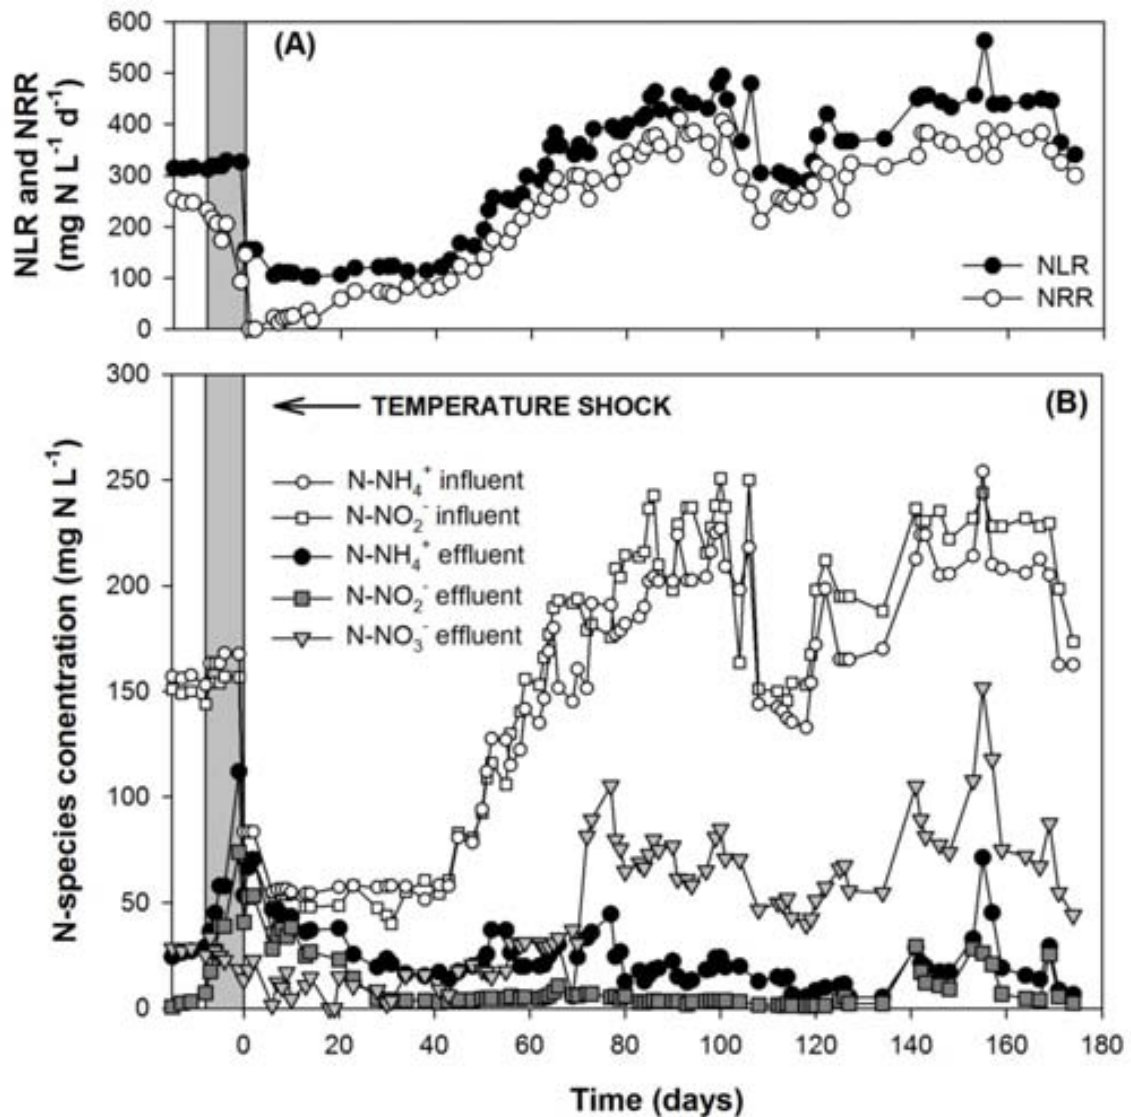 600
500
400
300
200
100
0
NLR and NRR
(mg N L⁻¹ d⁻¹)
(A)
NLR
NRR
300
250
200
150
100
50
0
N-species conentration (mg N L⁻¹)
(B)
TEMPERATURE SHOCK
N-NH₄⁺ influent
N-NO₂⁻ influent
N-NH₄⁺ effluent
N-NO₂⁻ effluent
N-NO₃⁻ effluent
0 20 40 60 80 100 120 140 160 180
Time (days)